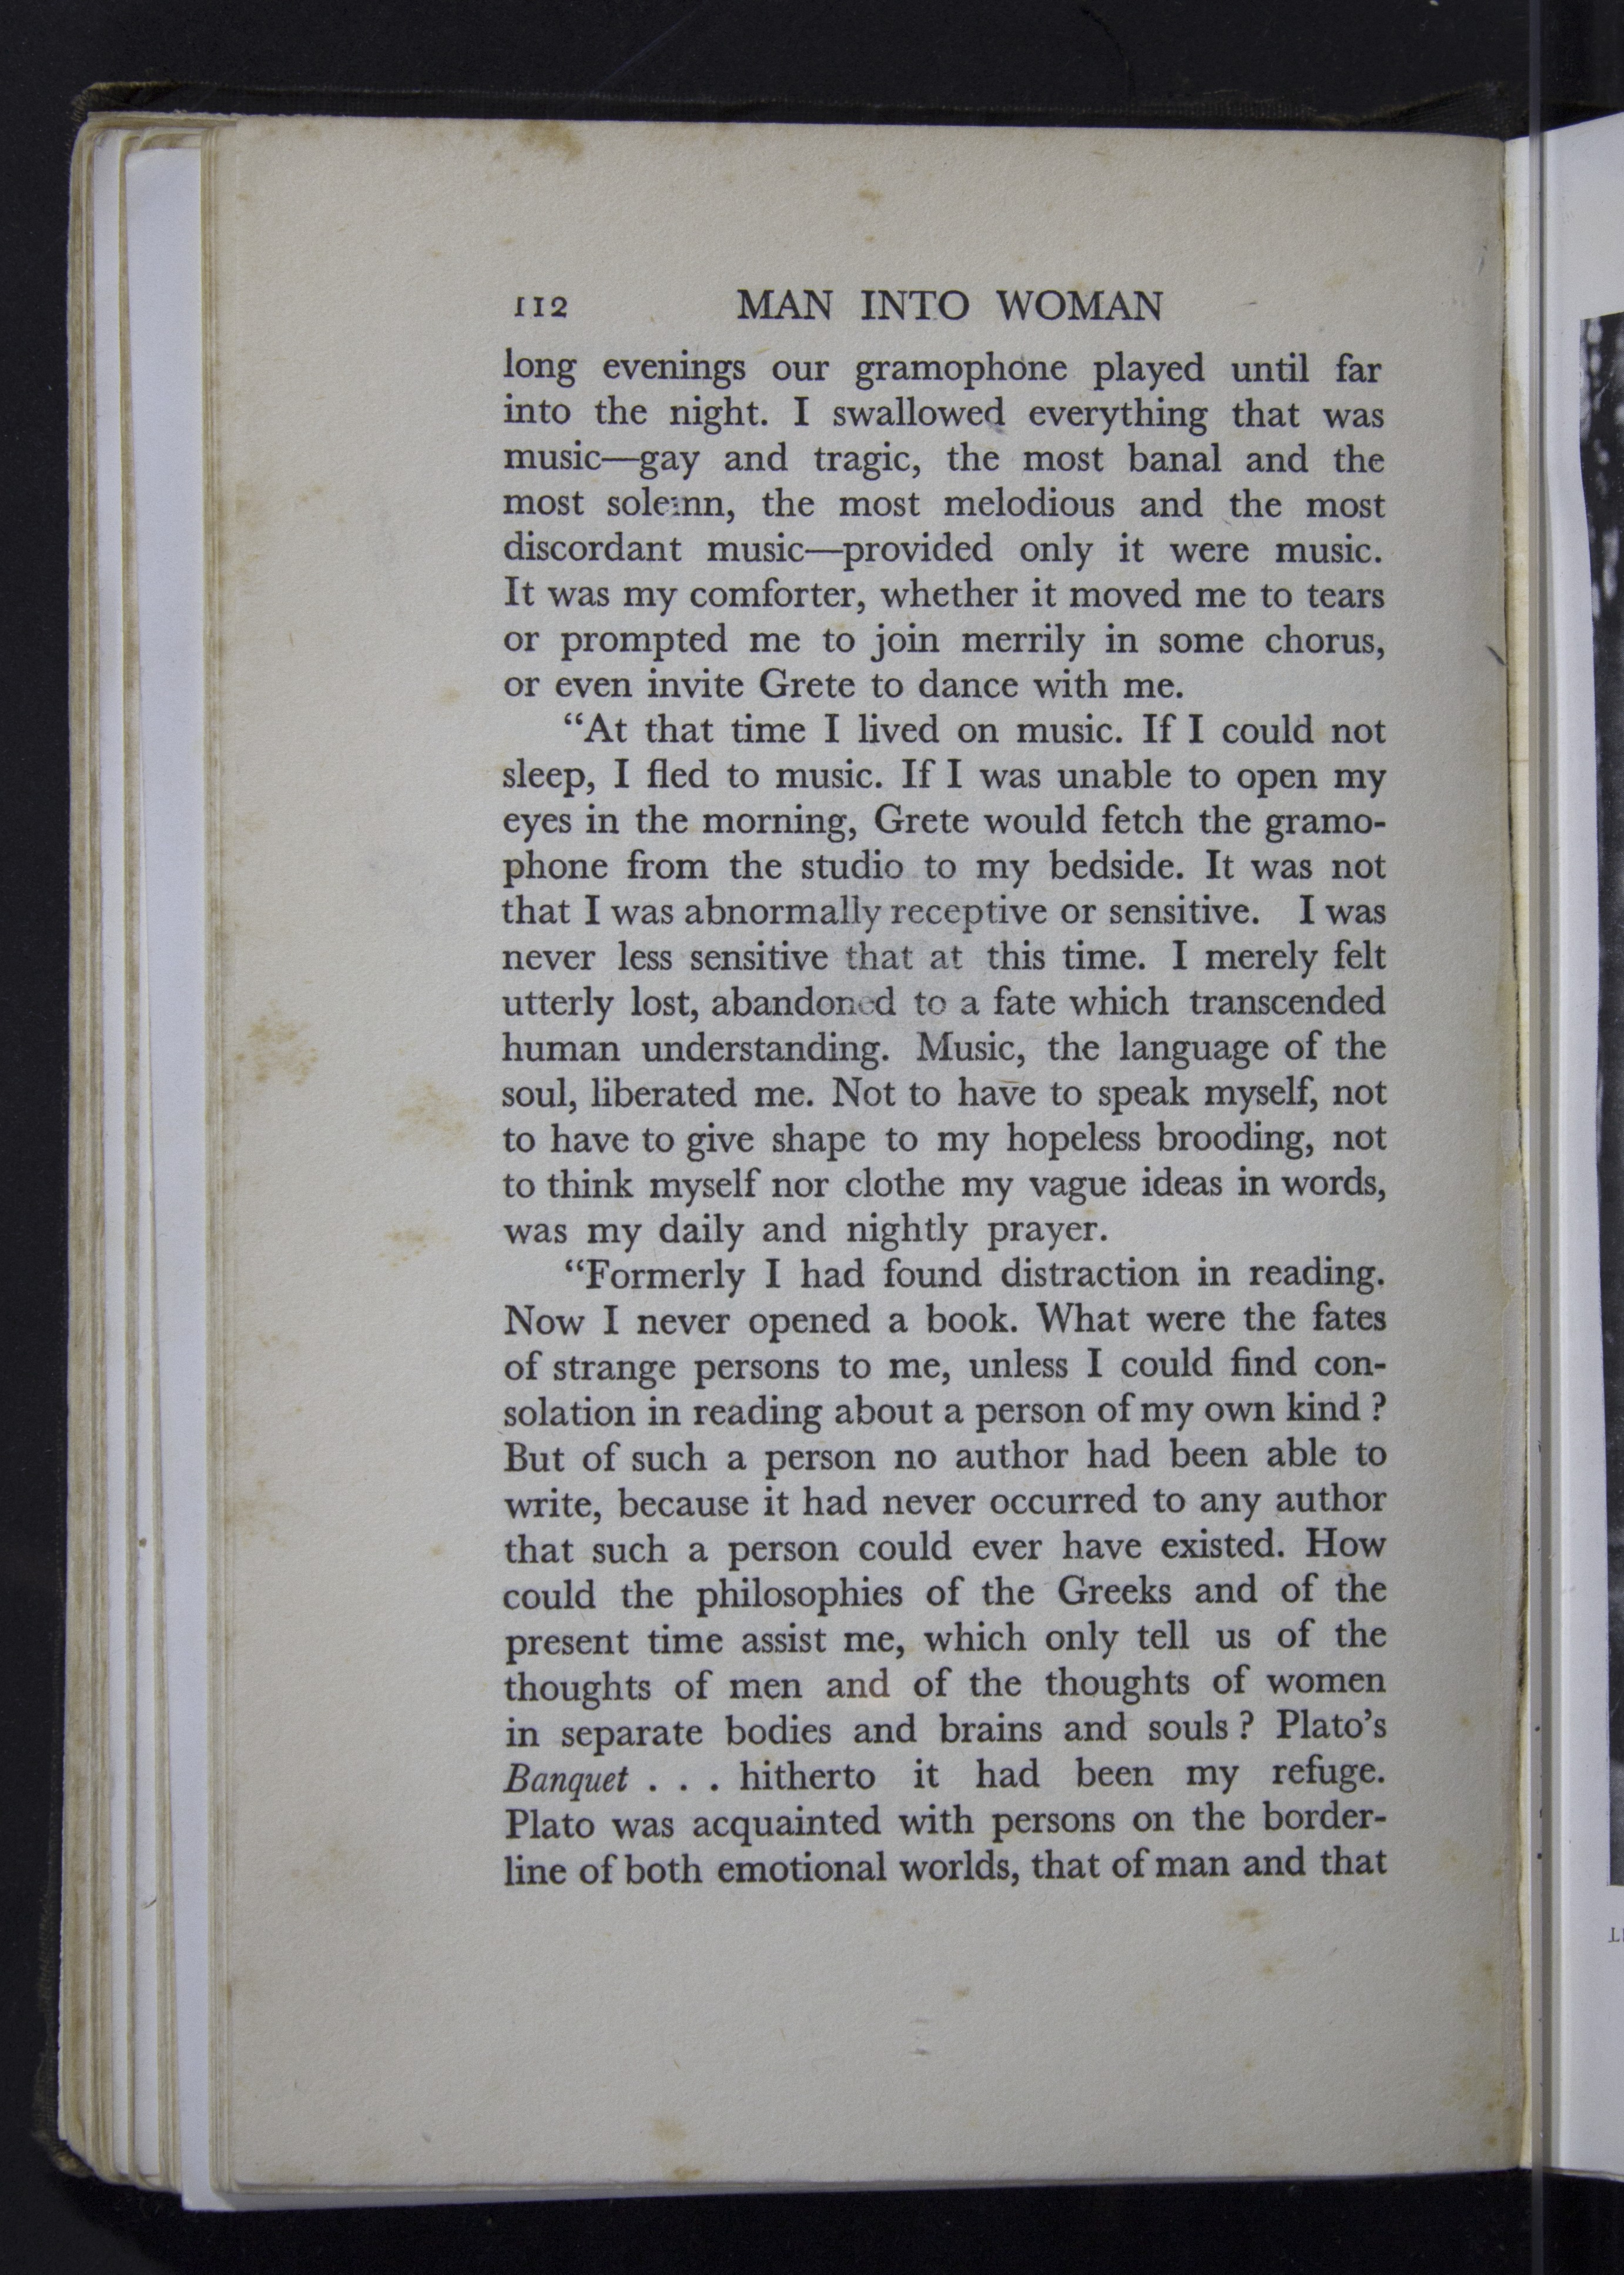 112 MAN INTO WOMAN
long evenings our gramophone played until far
into the night. I swallowed everything that was
music—gay and tragic, the most banal and the
most solemn, the most melodious and the most
discordant music—provided only it were music.
It was my comforter, whether it moved me to tears
or prompted me to join merrily in some chorus,
or even invite Grete to dance with me.
“At that time I lived on music. If I could not
sleep, I fled to music. If I was unable to open my
eyes in the morning, Grete would fetch the gramo-
phone from the studio to my bedside. It was not
that I was abnormally receptive or sensitive. I was
never less sensitive that at this time. I merely felt
utterly lost, abandoned to a fate which transcended
human understanding. Music, the language of the
soul, liberated me. Not to have to speak myself, not
to have to give shape to my hopeless brooding, not
to think myself nor clothe my vague ideas in words,
was my daily and nightly prayer.
“Formerly I had found distraction in reading.
Now I never opened a book. What were the fates
of strange persons to me, unless I could find con-
solation in reading about a person of my own kind ?
But of such a person no author had been able to
write, because it had never occurred to any author
that such a person could ever have existed. How
could the philosophies of the Greeks and of the
present time assist me, which only tell us of the
thoughts of men and of the thoughts of women
in separate bodies and brains and souls ? Plato’s
Banquet . . . hitherto it had been my refuge.
Plato was acquainted with persons on the border-
line of both emotional worlds, that of man and that